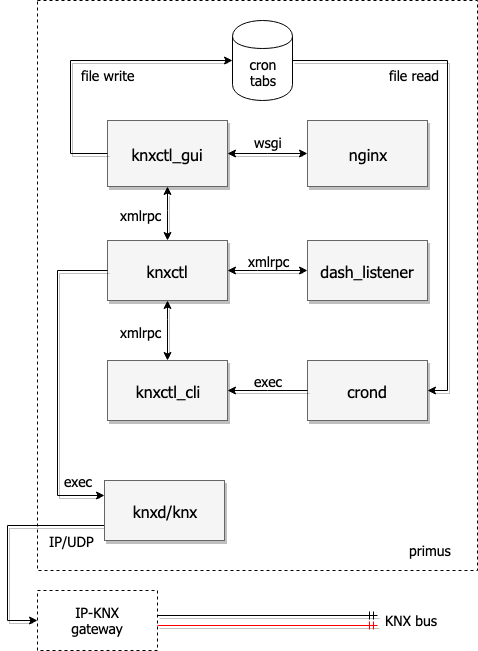 cron
tabs
file write
file read
knxctl_gui
wsgi
nginx
xmlrpc
knxctl
xmlrpc
dash_listener
xmlrpc
knxctl_cli
exec
crond
exec
knxd/knx
IP/UDP
primus
IP-KNX
gateway
KNX bus